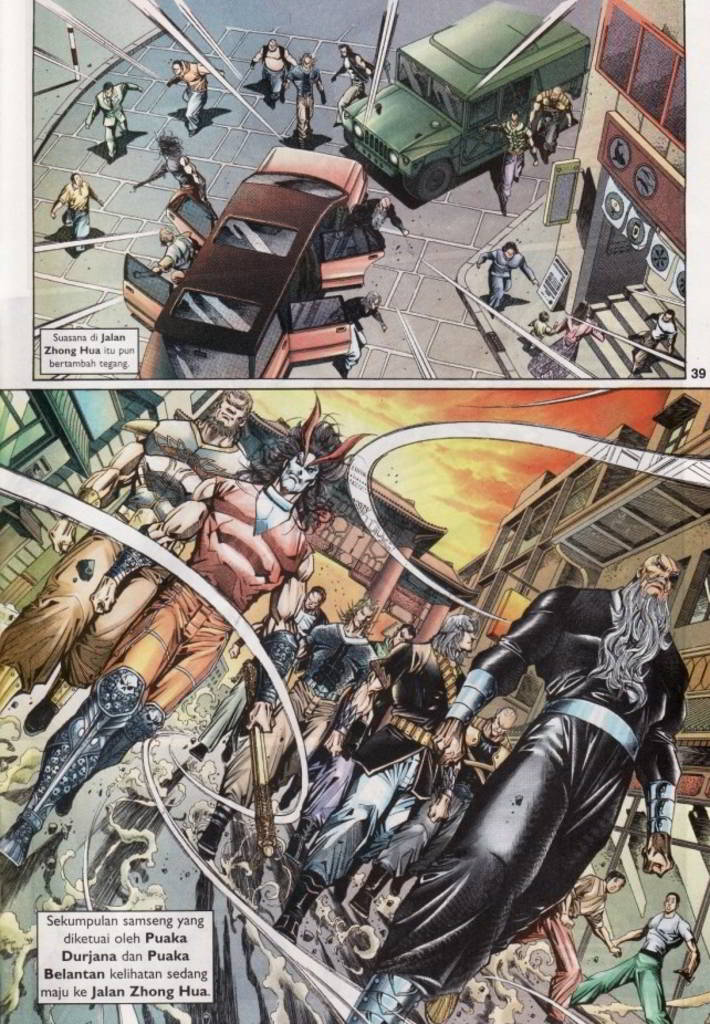 Suasana di Jalan
Zhong Hua itu pun
bertambah tegang.
39
Sekumpulan samseng yang
diketuai oleh Puaka
Durjana dan Puaka
Belantan kelihatan sedang
maju ke Jalan Zhong Hua.